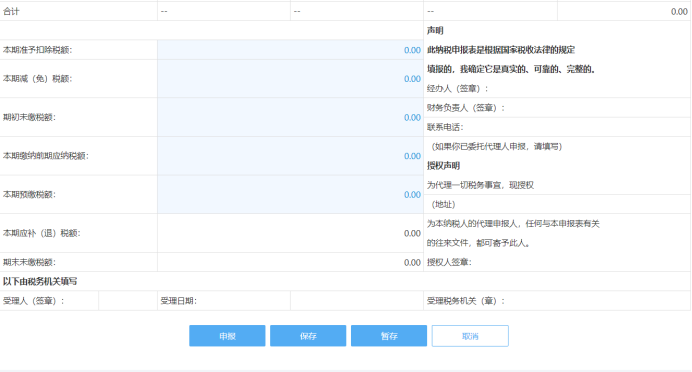 合计 -- -- -- 0.00
声明
本期准予扣除税额： 0.00 此纳税申报表是根据国家税收法律的规定
本期减（免）税额： 0.00 填报的，我确定它是真实的、可靠的、完整的。
经办人（签章）：
期初未缴税额： 0.00 财务负责人（签章）：
联系电话：
本期缴纳前期应纳税额： 0.00 （如果你已委托代理人申报，请填写）
授权声明
本期预缴税额： 0.00 为代理一切税务事宜，现授权
（地址）
本期应补（退）税额： 0.00 为本纳税人的代理申报人，任何与本申报表有关
的往来文件，都可寄予此人。
期末未缴税额： 0.00 授权人签章：
以下由税务机关填写
受理人（签章）： 受理日期： 受理税务机关（章）：
申报 保存 暂存 取消